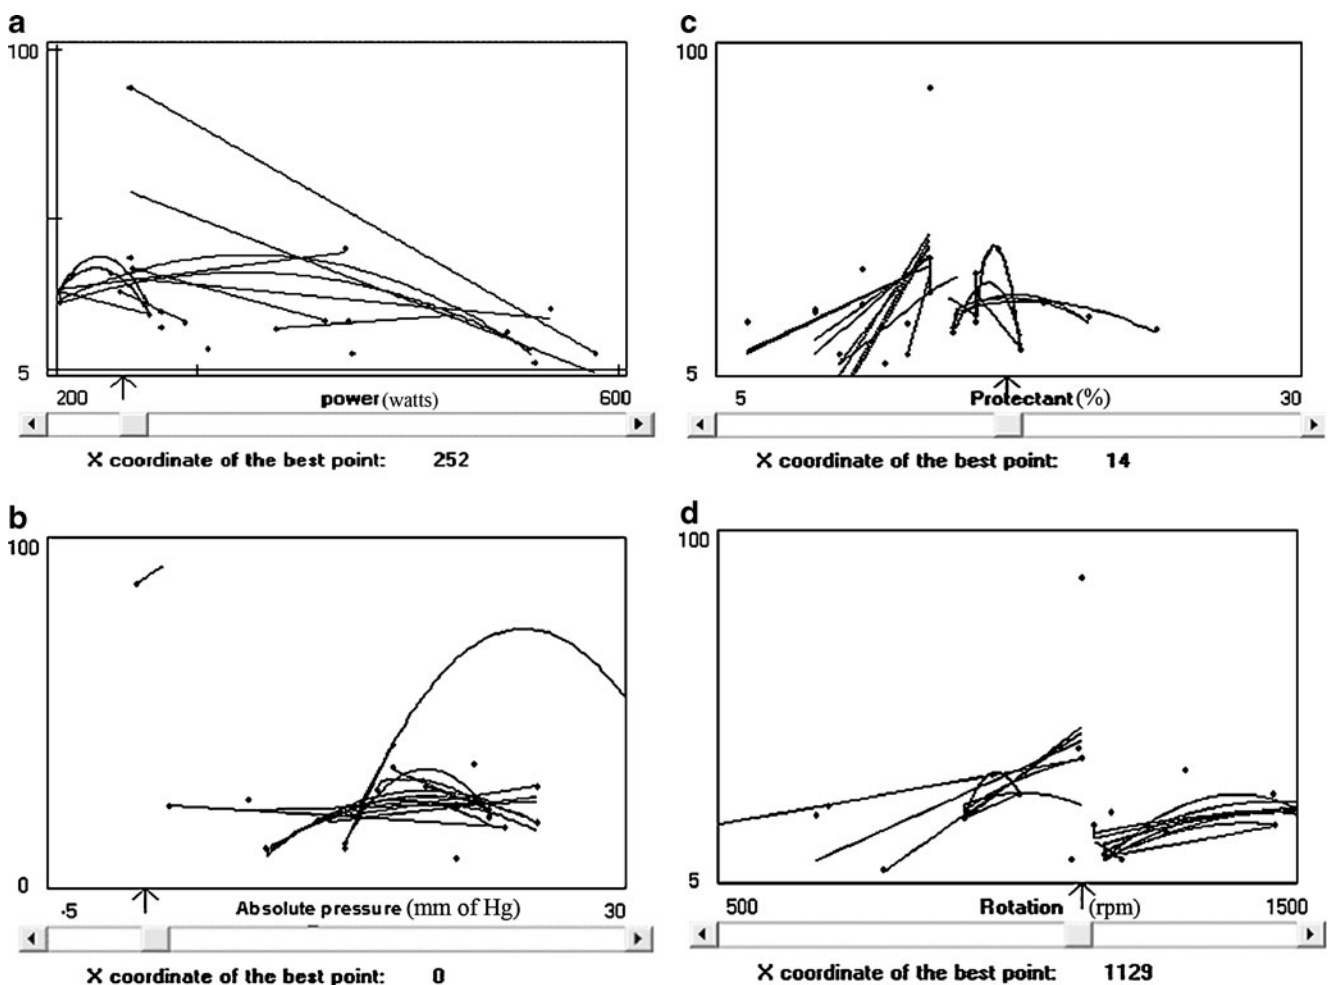 a
100
5
200 power (watts) 600
X coordinate of the best point: 252
b
100
0
-5 Absolute pressure (mm of Hg) 30
X coordinate of the best point: 0
c
100
5
5 Protectant (%) 30
X coordinate of the best point: 14
d
100
5
500 Rotation (rpm) 1500
X coordinate of the best point: 1129